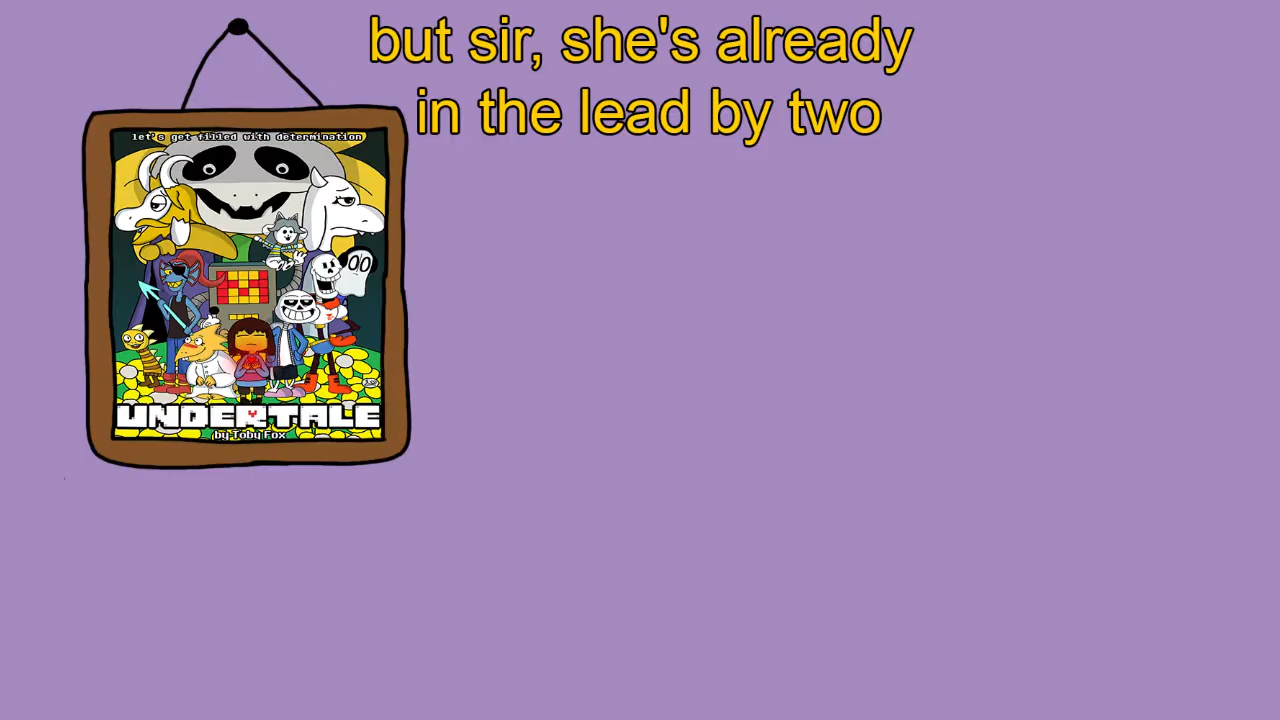 but sir, she's already
in the lead by two
let's get filled with determination
UNDERTALE
by Toby Fox